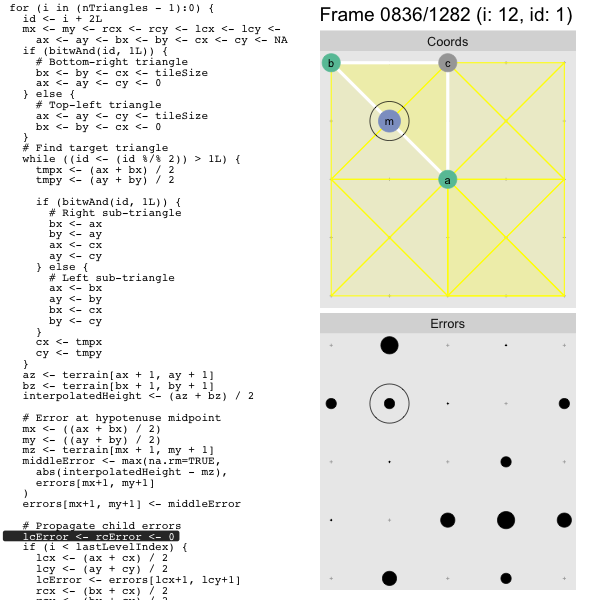 for (i in (nTriangles - 1):0) {
  id <- i + 2L
  mx <- my <- rcx <- rcy <- lcx <- lcy <-
    ax <- ay <- bx <- by <- cx <- cy <- NA
  if (bitwAnd(id, 1L)) {
    # Bottom-right triangle
    bx <- by <- cx <- tileSize
    ax <- ay <- cy <- 0
  } else {
    # Top-left triangle
    ax <- ay <- cy <- tileSize
    bx <- by <- cx <- 0
  }
  # Find target triangle
  while ((id <- (id %/% 2)) > 1L) {
    tmpx <- (ax + bx) / 2
    tmpy <- (ay + by) / 2

    if (bitwAnd(id, 1L)) {
      # Right sub-triangle
      bx <- ax
      by <- ay
      ax <- cx
      ay <- cy
    } else {
      # Left sub-triangle
      ax <- bx
      ay <- by
      bx <- cx
      by <- cy
    }
    cx <- tmpx
    cy <- tmpy
  }
  az <- terrain[ax + 1, ay + 1]
  bz <- terrain[bx + 1, by + 1]
  interpolatedHeight <- (az + bz) / 2

  # Error at hypotenuse midpoint
  mx <- ((ax + bx) / 2)
  my <- ((ay + by) / 2)
  mz <- terrain[mx + 1, my + 1]
  middleError <- max(na.rm=TRUE,
    abs(interpolatedHeight - mz),
    errors[mx+1, my+1]
  )
  errors[mx+1, my+1] <- middleError

  # Propagate child errors
  lcError <- rcError <- 0
  if (i < lastLevelIndex) {
    lcx <- (ax + cx) / 2
    lcy <- (ay + cy) / 2
    lcError <- errors[lcx+1, lcy+1]
    rcx <- (bx + cx) / 2
Frame 0836/1282 (i: 12, id: 1)
Coords
b
c
m
a
Errors